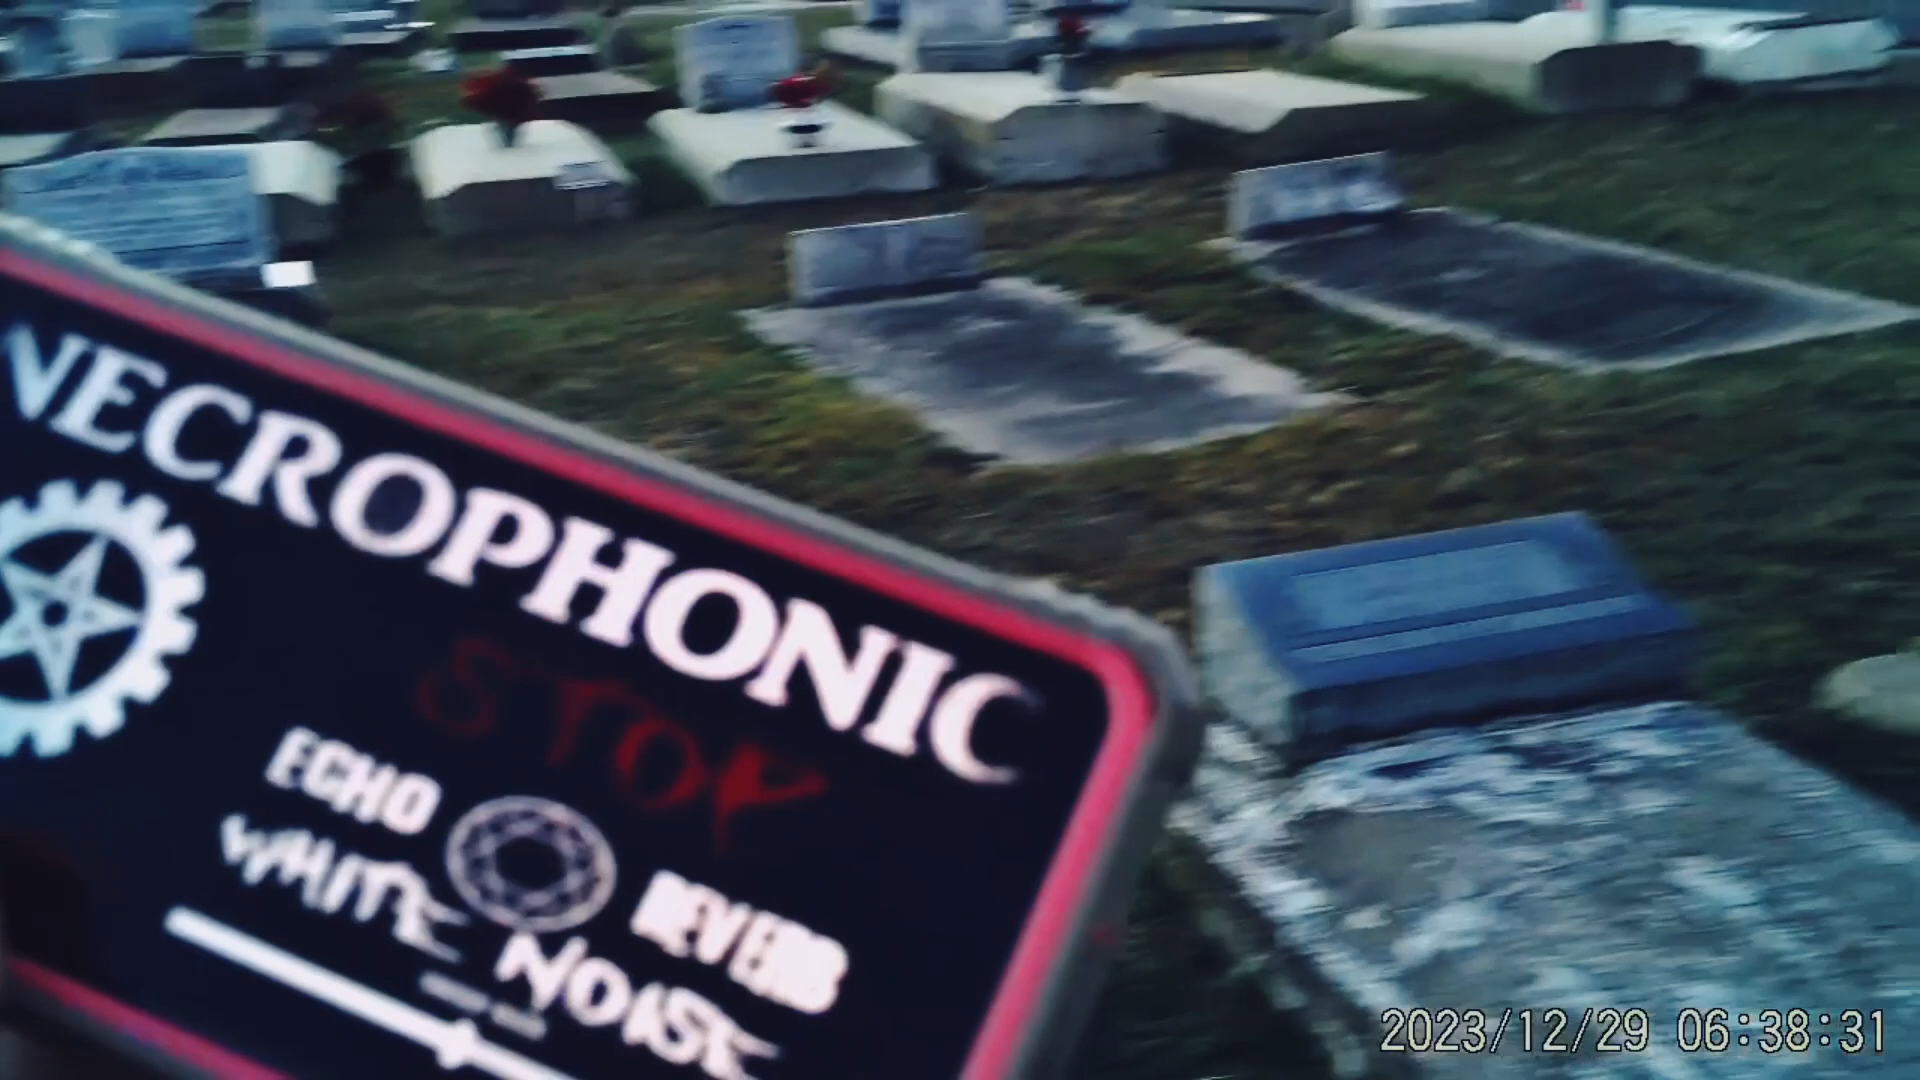 NECROPHONIC
STOP
ECHO
REVERB
WHITE NOISE
2023/12/29 06:38:31